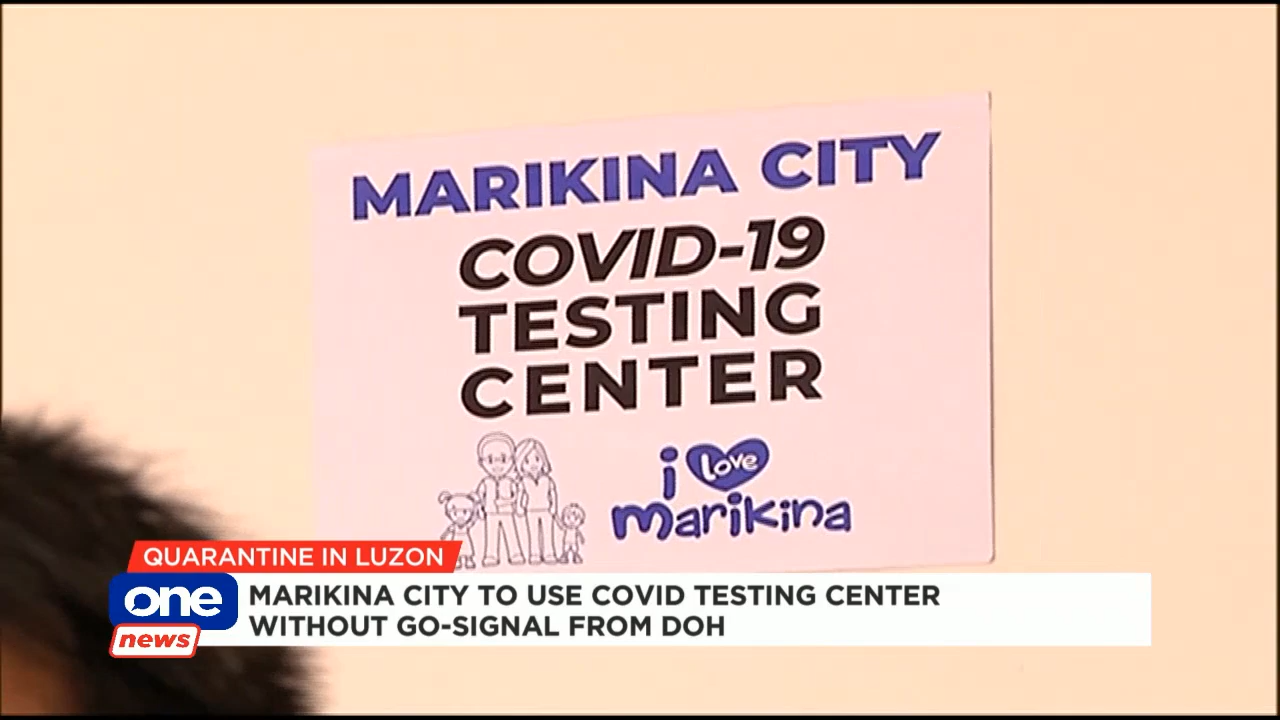 MARIKINA CITY
COVID-19
TESTING
CENTER
i Love
marikina
QUARANTINE IN LUZON
one
news
MARIKINA CITY TO USE COVID TESTING CENTER
WITHOUT GO-SIGNAL FROM DOH